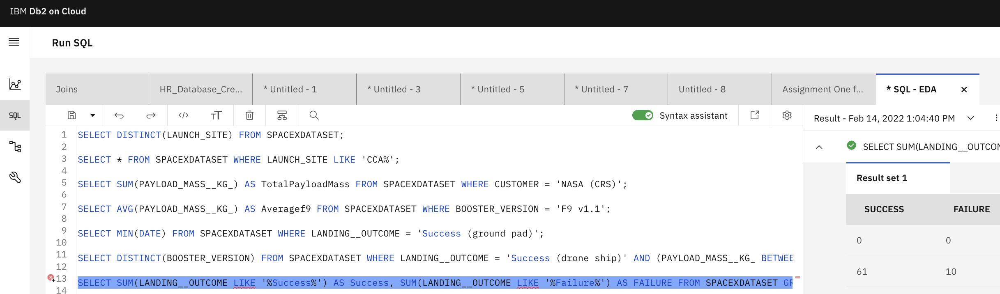 IBM Db2 on Cloud
Run SQL
Joins
HR_Database_Cre...
* Untitled - 1
* Untitled - 3
* Untitled - 5
* Untitled - 7
Untitled - 8
Assignment One f...
* SQL - EDA
SQL
Syntax assistant
Result - Feb 14, 2022 1:04:40 PM
1 SELECT DISTINCT(LAUNCH_SITE) FROM SPACEXDATASET;
2
3 SELECT * FROM SPACEXDATASET WHERE LAUNCH_SITE LIKE 'CCA%';
4
5 SELECT SUM(PAYLOAD_MASS__KG_) AS TotalPayloadMass FROM SPACEXDATASET WHERE CUSTOMER = 'NASA (CRS)';
6
7 SELECT AVG(PAYLOAD_MASS__KG_) AS Averagef9 FROM SPACEXDATASET WHERE BOOSTER_VERSION = 'F9 v1.1';
8
9 SELECT MIN(DATE) FROM SPACEXDATASET WHERE LANDING__OUTCOME = 'Success (ground pad)';
10
11 SELECT DISTINCT(BOOSTER_VERSION) FROM SPACEXDATASET WHERE LANDING__OUTCOME = 'Success (drone ship)' AND (PAYLOAD_MASS__KG_ BETWEE
12
13 SELECT SUM(LANDING__OUTCOME LIKE '%Success%') AS Success, SUM(LANDING__OUTCOME LIKE '%Failure%') AS FAILURE FROM SPACEXDATASET GR
14
SELECT SUM(LANDING__OUTCOM
Result set 1
SUCCESS FAILURE
0 0
61 10